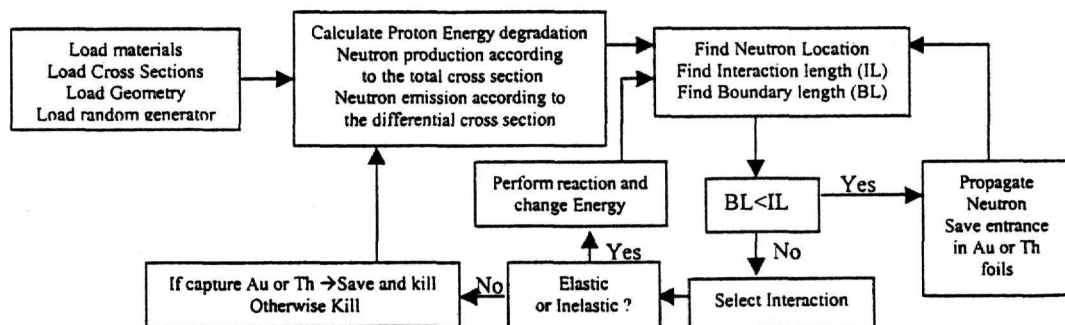 Load materials
Load Cross Sections
Load Geometry
Load random generator
Calculate Proton Energy degradation
Neutron production according
to the total cross section
Neutron emission according to
the differential cross section
Find Neutron Location
Find Interaction length (IL)
Find Boundary length (BL)
Perform reaction and
change Energy
BL<IL
Yes
Propagate
Neutron
Save entrance
in Au or Th
foils
Yes
No
If capture Au or Th →Save and kill
Otherwise Kill
No
Elastic
or Inelastic ?
Select Interaction